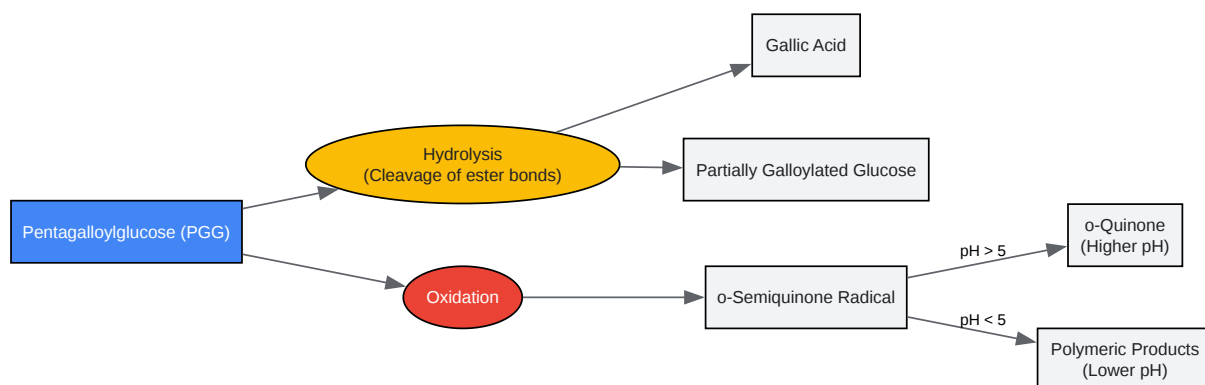 Gallic Acid
Hydrolysis
(Cleavage of ester bonds)
Partially Galloylated Glucose
Pentagalloylglucose (PGG)
o-Quinone
(Higher pH)
pH > 5
Oxidation
o-Semiquinone Radical
pH < 5
Polymeric Products
(Lower pH)